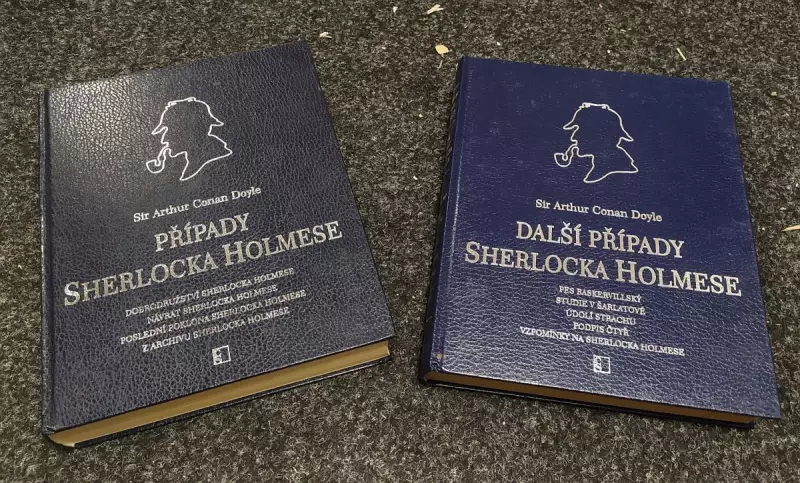 Sir Arthur Conan Doyle
PŘÍPADY
SHERLOCKA HOLMESE
DOBRODRUŽSTVÍ SHERLOCKA HOLMESE
NÁVRAT SHERLOCKA HOLMESE
POSLEDNÍ POKLONA SHERLOCKA HOLMESE
Z ARCHIVU SHERLOCKA HOLMESE
Sir Arthur Conan Doyle
DALŠÍ PŘÍPADY
SHERLOCKA HOLMESE
PES BASKERVILLSKÝ
STUDIE V ŠARLATOVÉ
ÚDOLÍ STRACHU
PODPIS ČTYŘ
VZPOMÍNKY NA SHERLOCKA HOLMESE